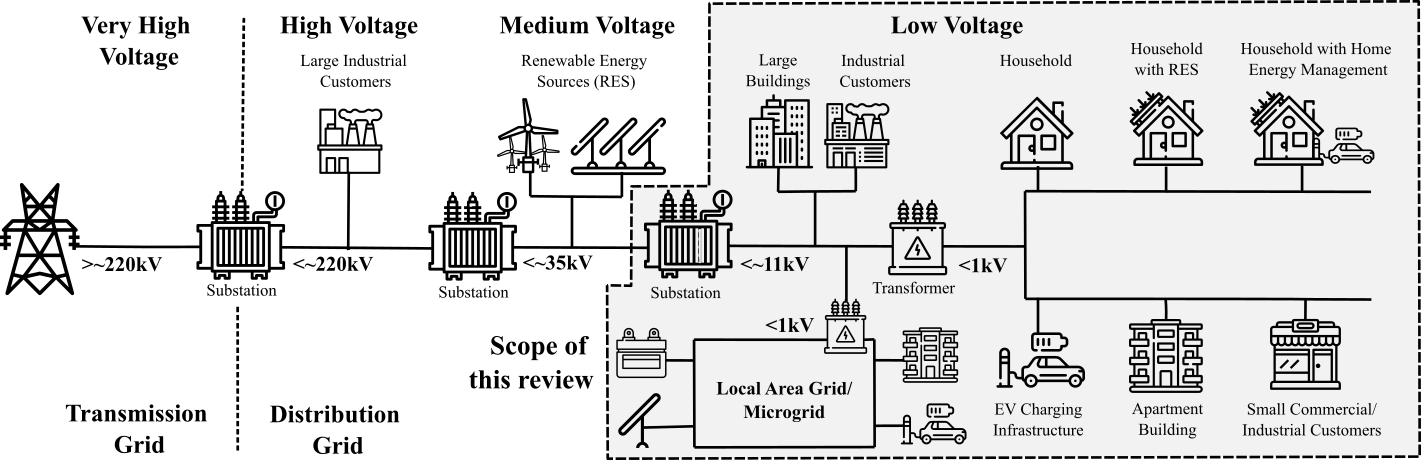 Very High
Voltage
High Voltage
Large Industrial
Customers
Medium Voltage
Renewable Energy
Sources (RES)
Low Voltage
Large
Buildings
Industrial
Customers
Household
Household
with RES
Household with Home
Energy Management
>~220kV
Substation
<~220kV
Substation
<~35kV
Substation
<~11kV
Transformer
<1kV
<1kV
Scope of
this review
Local Area Grid/
Microgrid
EV Charging
Infrastructure
Apartment
Building
Small Commercial/
Industrial Customers
Transmission
Grid
Distribution
Grid